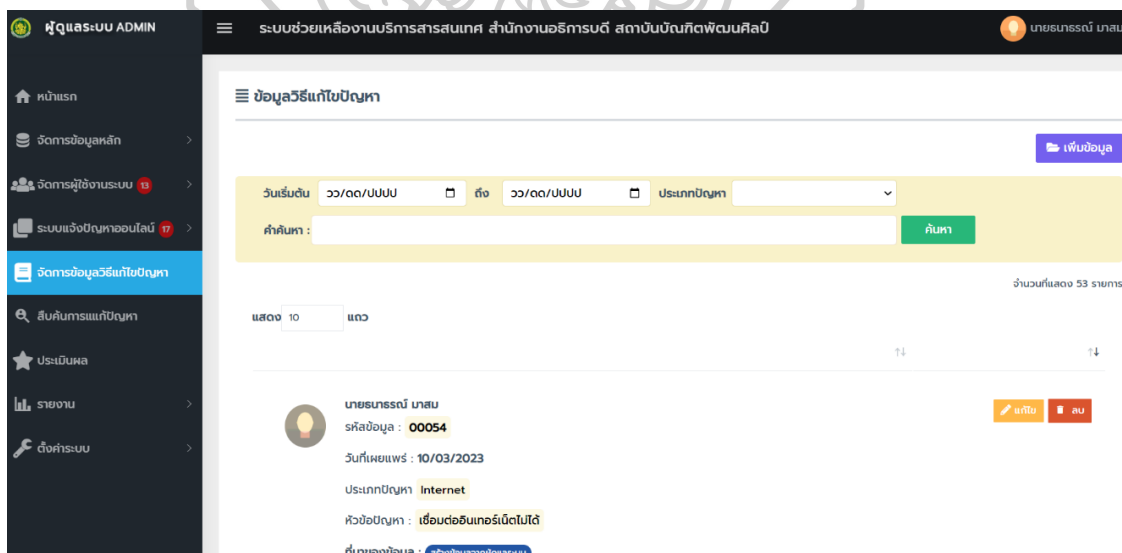 ผู้ดูแลระบบ ADMIN
ระบบช่วยเหลืองานบริการสารสนเทศ สำนักงานอธิการบดี สถาบันบัณฑิตพัฒนศิลป์
นายธนาธรณ์ มาสม
หน้าแรก
จัดการข้อมูลหลัก
จัดการผู้ใช้งานระบบ 13
ระบบแจ้งปัญหาออนไลน์ 17
จัดการข้อมูลวิธีแก้ไขปัญหา
สืบค้นการแแก้ปัญหา
ประเมินผล
รายงาน
ตั้งค่าระบบ
ข้อมูลวิธีแก้ไขปัญหา
เพิ่มข้อมูล
วันเริ่มต้น วว/ดด/ปปปป ถึง วว/ดด/ปปปป ประเภทปัญหา
คำค้นหา : ค้นหา
จำนวนที่แสดง 53 รายการ
แสดง 10 แถว
นายธนาธรณ์ มาสม
แก้ไข ลบ
รหัสข้อมูล : 00054
วันที่เผยแพร่ : 10/03/2023
ประเภทปัญหา Internet
หัวข้อปัญหา : เชื่อมต่ออินเทอร์เน็ตไม่ได้
ที่มาของข้อมูล :